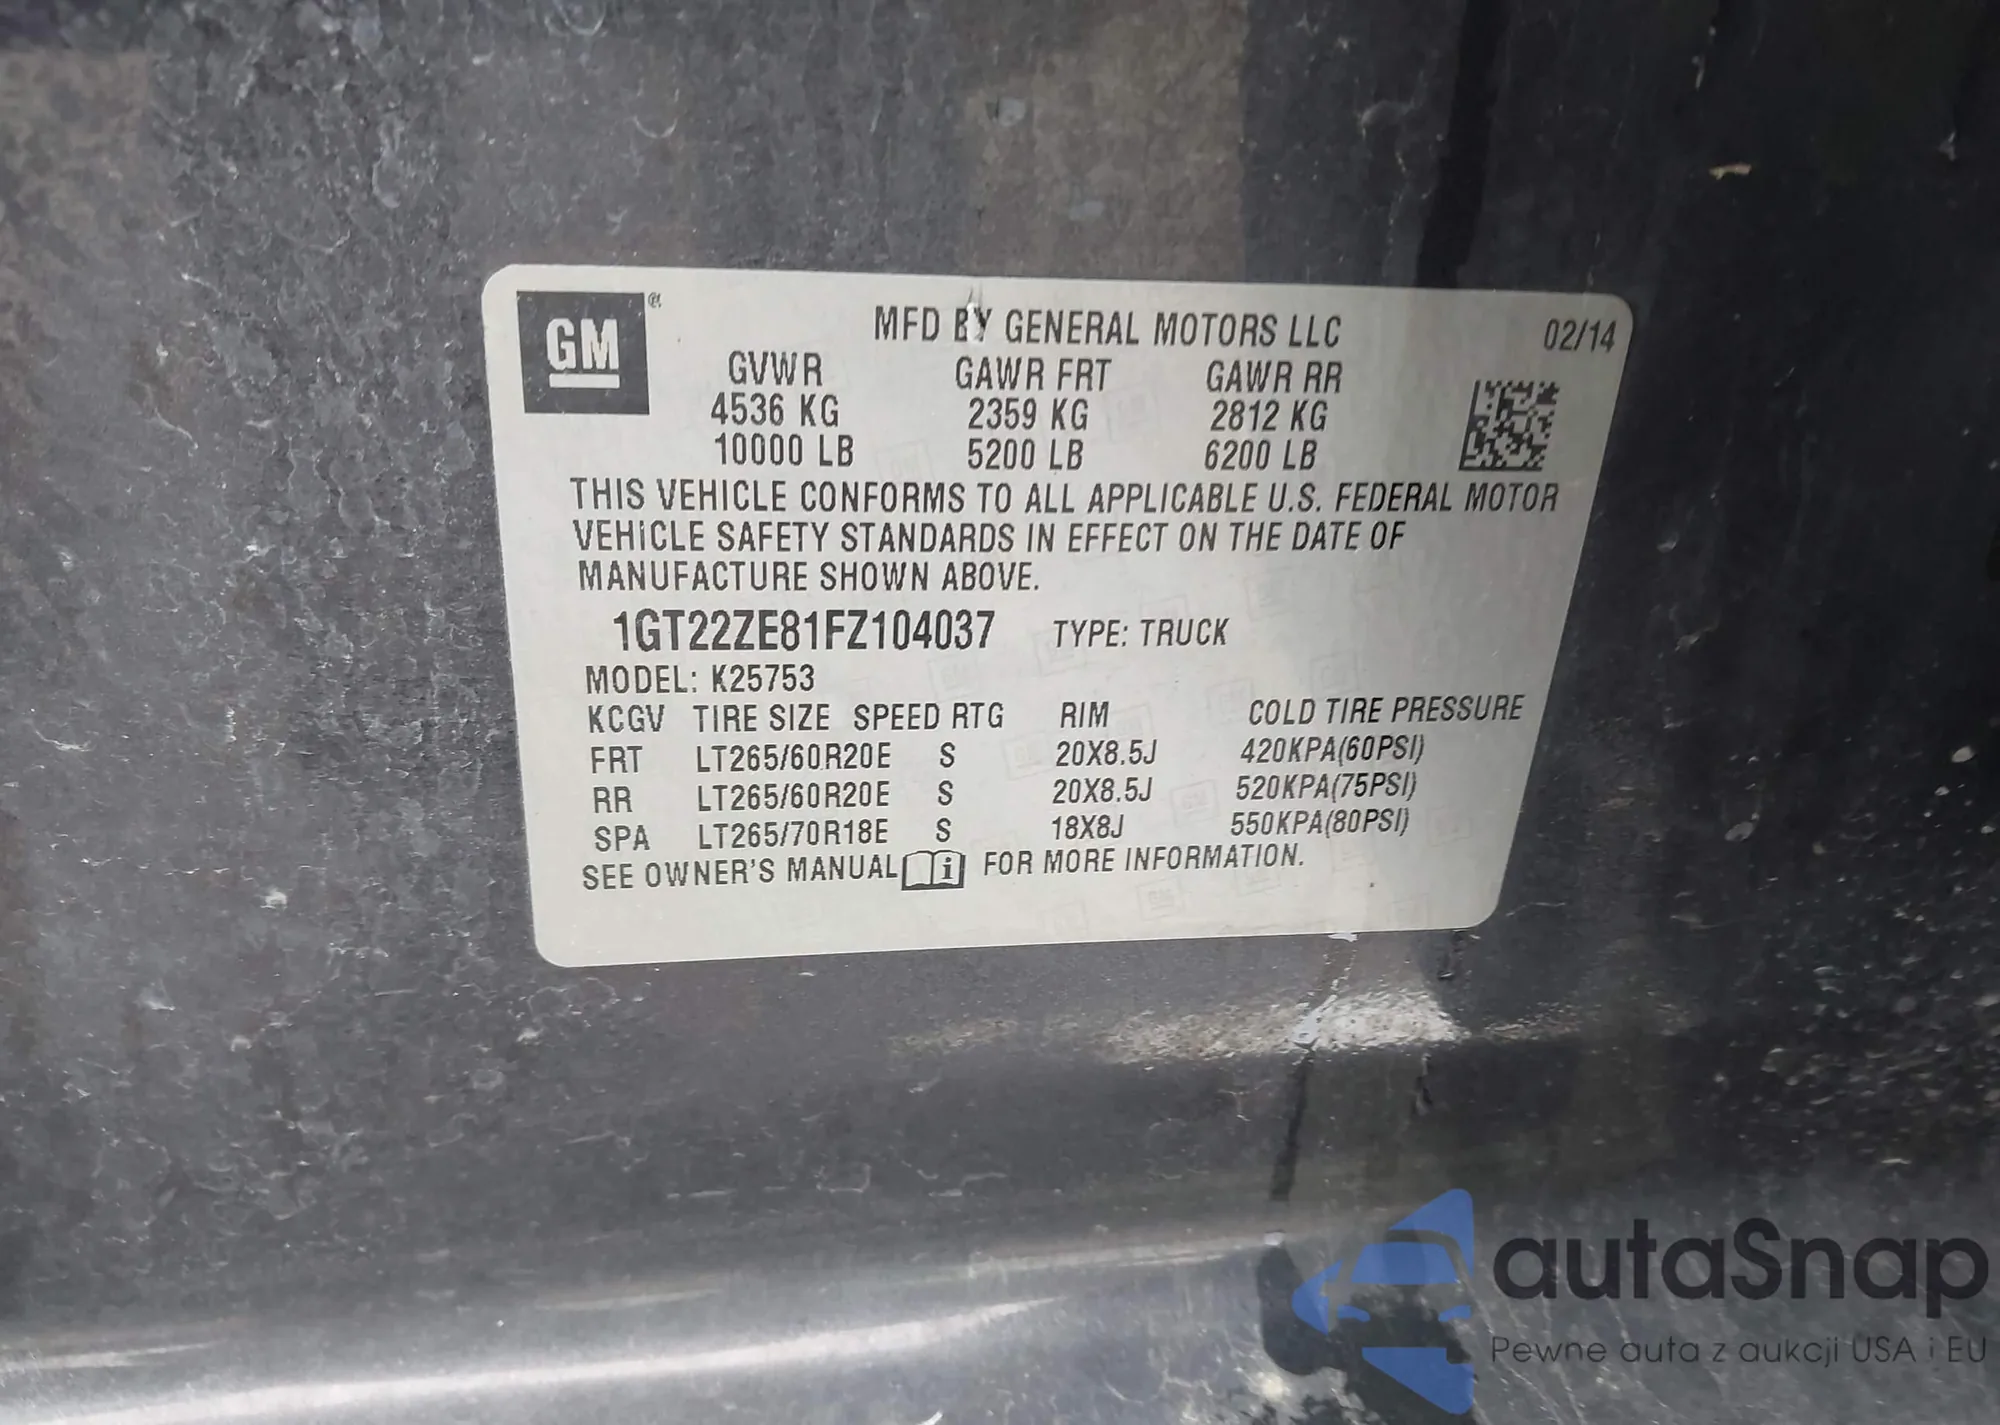 GM
MFD BY GENERAL MOTORS LLC 02/14
GVWR GAWR FRT GAWR RR
4536 KG 2359 KG 2812 KG
10000 LB 5200 LB 6200 LB
THIS VEHICLE CONFORMS TO ALL APPLICABLE U.S. FEDERAL MOTOR
VEHICLE SAFETY STANDARDS IN EFFECT ON THE DATE OF
MANUFACTURE SHOWN ABOVE.
1GT22ZE81FZ104037 TYPE: TRUCK
MODEL: K25753
KCGV TIRE SIZE SPEED RTG RIM COLD TIRE PRESSURE
FRT LT265/60R20E S 20X8.5J 420KPA(60PSI)
RR LT265/60R20E S 20X8.5J 520KPA(75PSI)
SPA LT265/70R18E S 18X8J 550KPA(80PSI)
SEE OWNER'S MANUAL FOR MORE INFORMATION.
autaSnap
Pewne auta z aukcji USA i EU